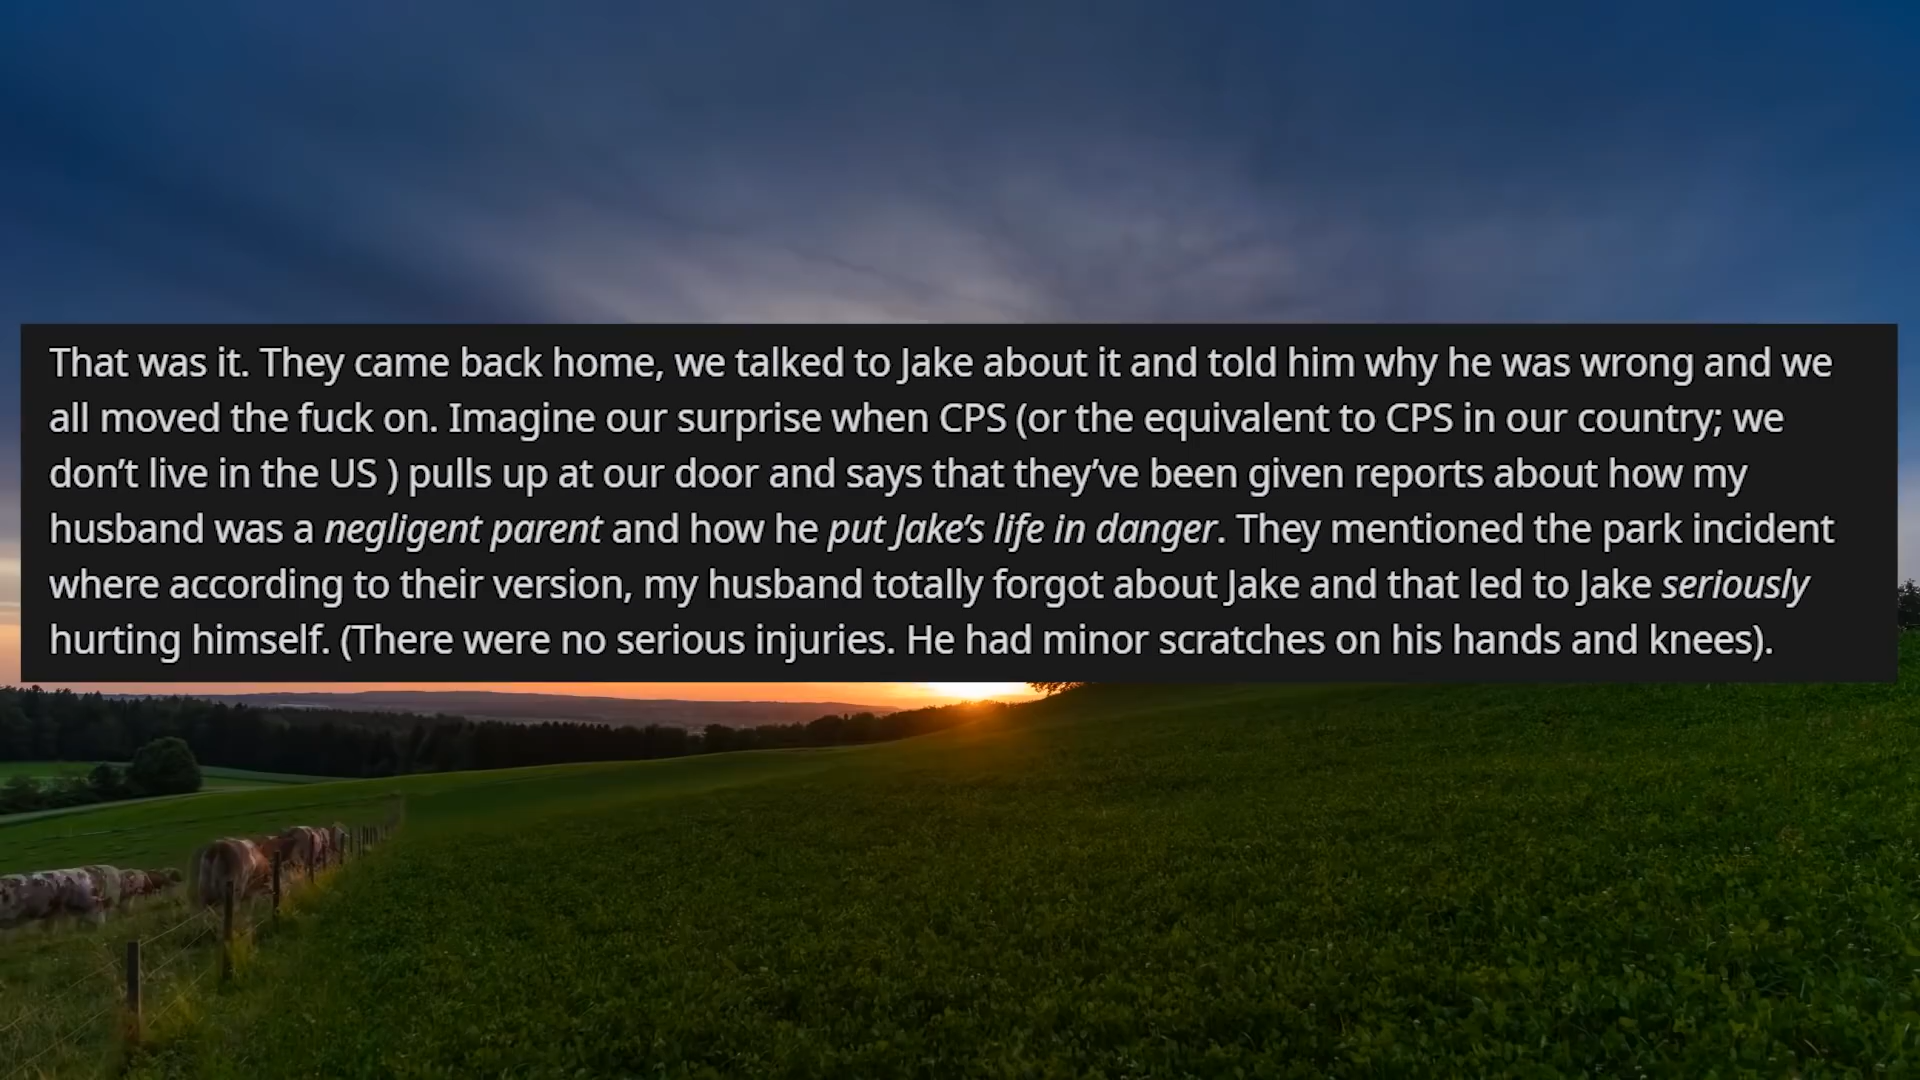 That was it. They came back home, we talked to Jake about it and told him why he was wrong and we
all moved the fuck on. Imagine our surprise when CPS (or the equivalent to CPS in our country; we
don’t live in the US ) pulls up at our door and says that they’ve been given reports about how my
husband was a negligent parent and how he put Jake’s life in danger. They mentioned the park incident
where according to their version, my husband totally forgot about Jake and that led to Jake seriously
hurting himself. (There were no serious injuries. He had minor scratches on his hands and knees).